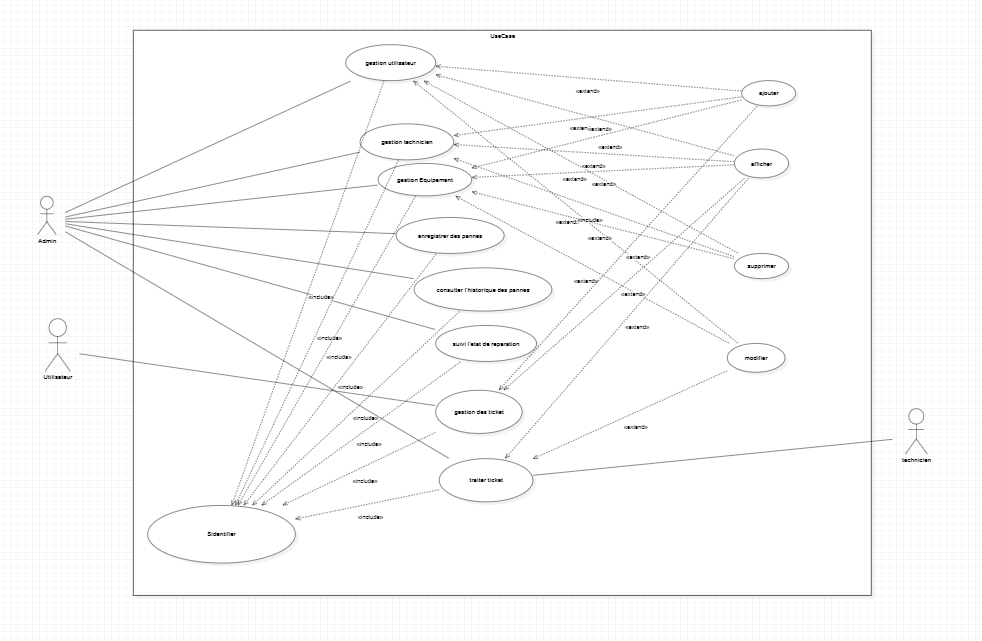 UseCase
gestion utilisateur
ajouter
«extend»
gestion technicien
«extend»
«extend»
«extend»
afficher
«extend»
gestion Equipement
«extend»
«extend»
Admin
enregistrer des pannes
«extend»
«include»
«extend»
«extend»
supprimer
consulter l'historique des pannes
«extend»
«extend»
«include»
«extend»
suivi l'etat de reparation
«include»
«include»
modifier
Utilisateur
«include»
gestion des ticket
«include»
«extend»
«include»
technicien
traiter ticket
«include»
«include»
Sidentifier